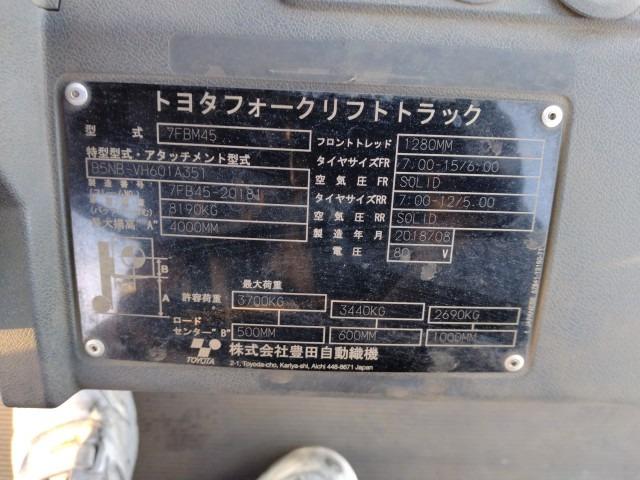 トヨタフォークリフトトラック
型式 7FBM45
フロントトレッド 1280MM
特型型式・アタッチメント型式
タイヤサイズFR 7:00-15/6:00
B5NB-VH601A351
空気圧FR SOLID
7FB45-20181
タイヤサイズRR 7:00-12/5.00
8190KG
空気圧RR SOLID
最大揚高"A" 4000MM
製造年月 2018/08
電圧 80 V
B
A
最大荷重
許容荷重 3700KG 3440KG 2690KG
ロード
センター"B" 500MM 600MM 1000MM
TOYOTA 株式会社豊田自動織機
2-1, Toyoda-cho, Kariya-shi, Aichi 448-8671 Japan